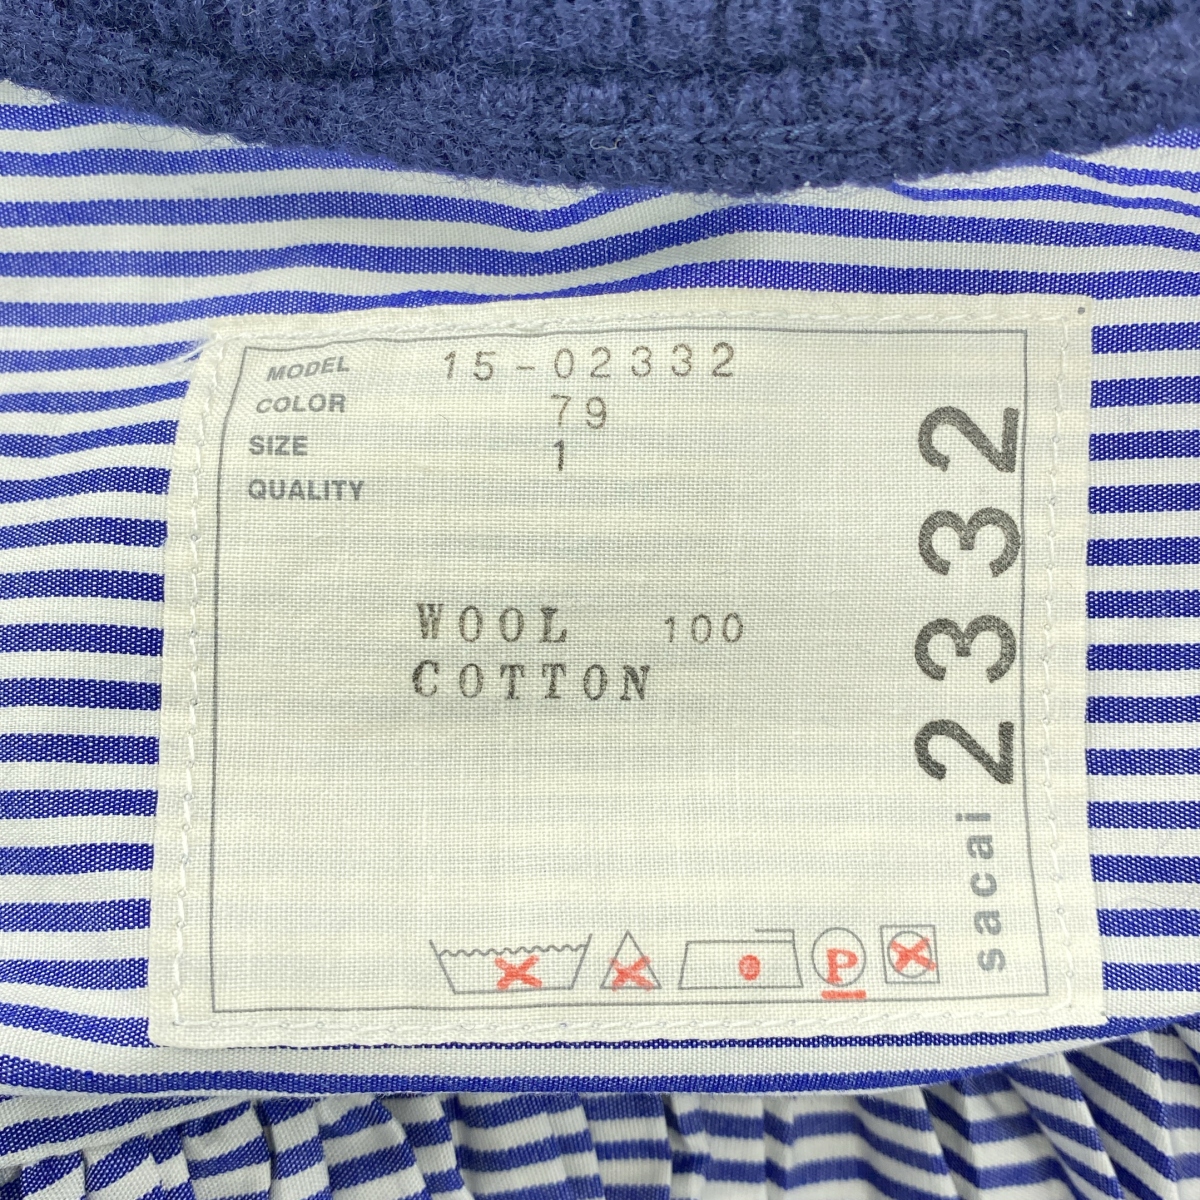 MODEL 15-02332
COLOR 79
SIZE 1
QUALITY
WOOL 100
COTTON
P
sacai 2332